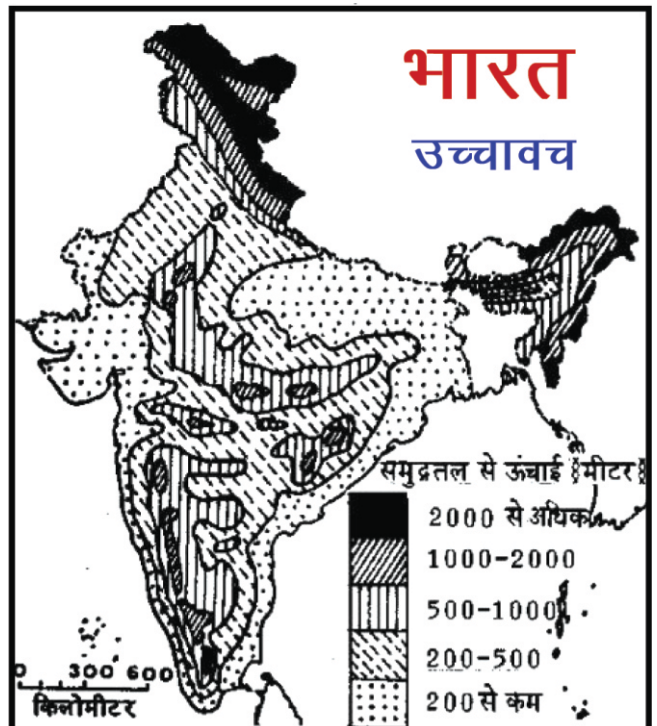 भारत
उच्चावच
समुद्रतल से ऊंचाई (मीटर)
2000 से अधिक
1000-2000
500-1000
200-500
200 से कम
0 300 600
किलोमीटर